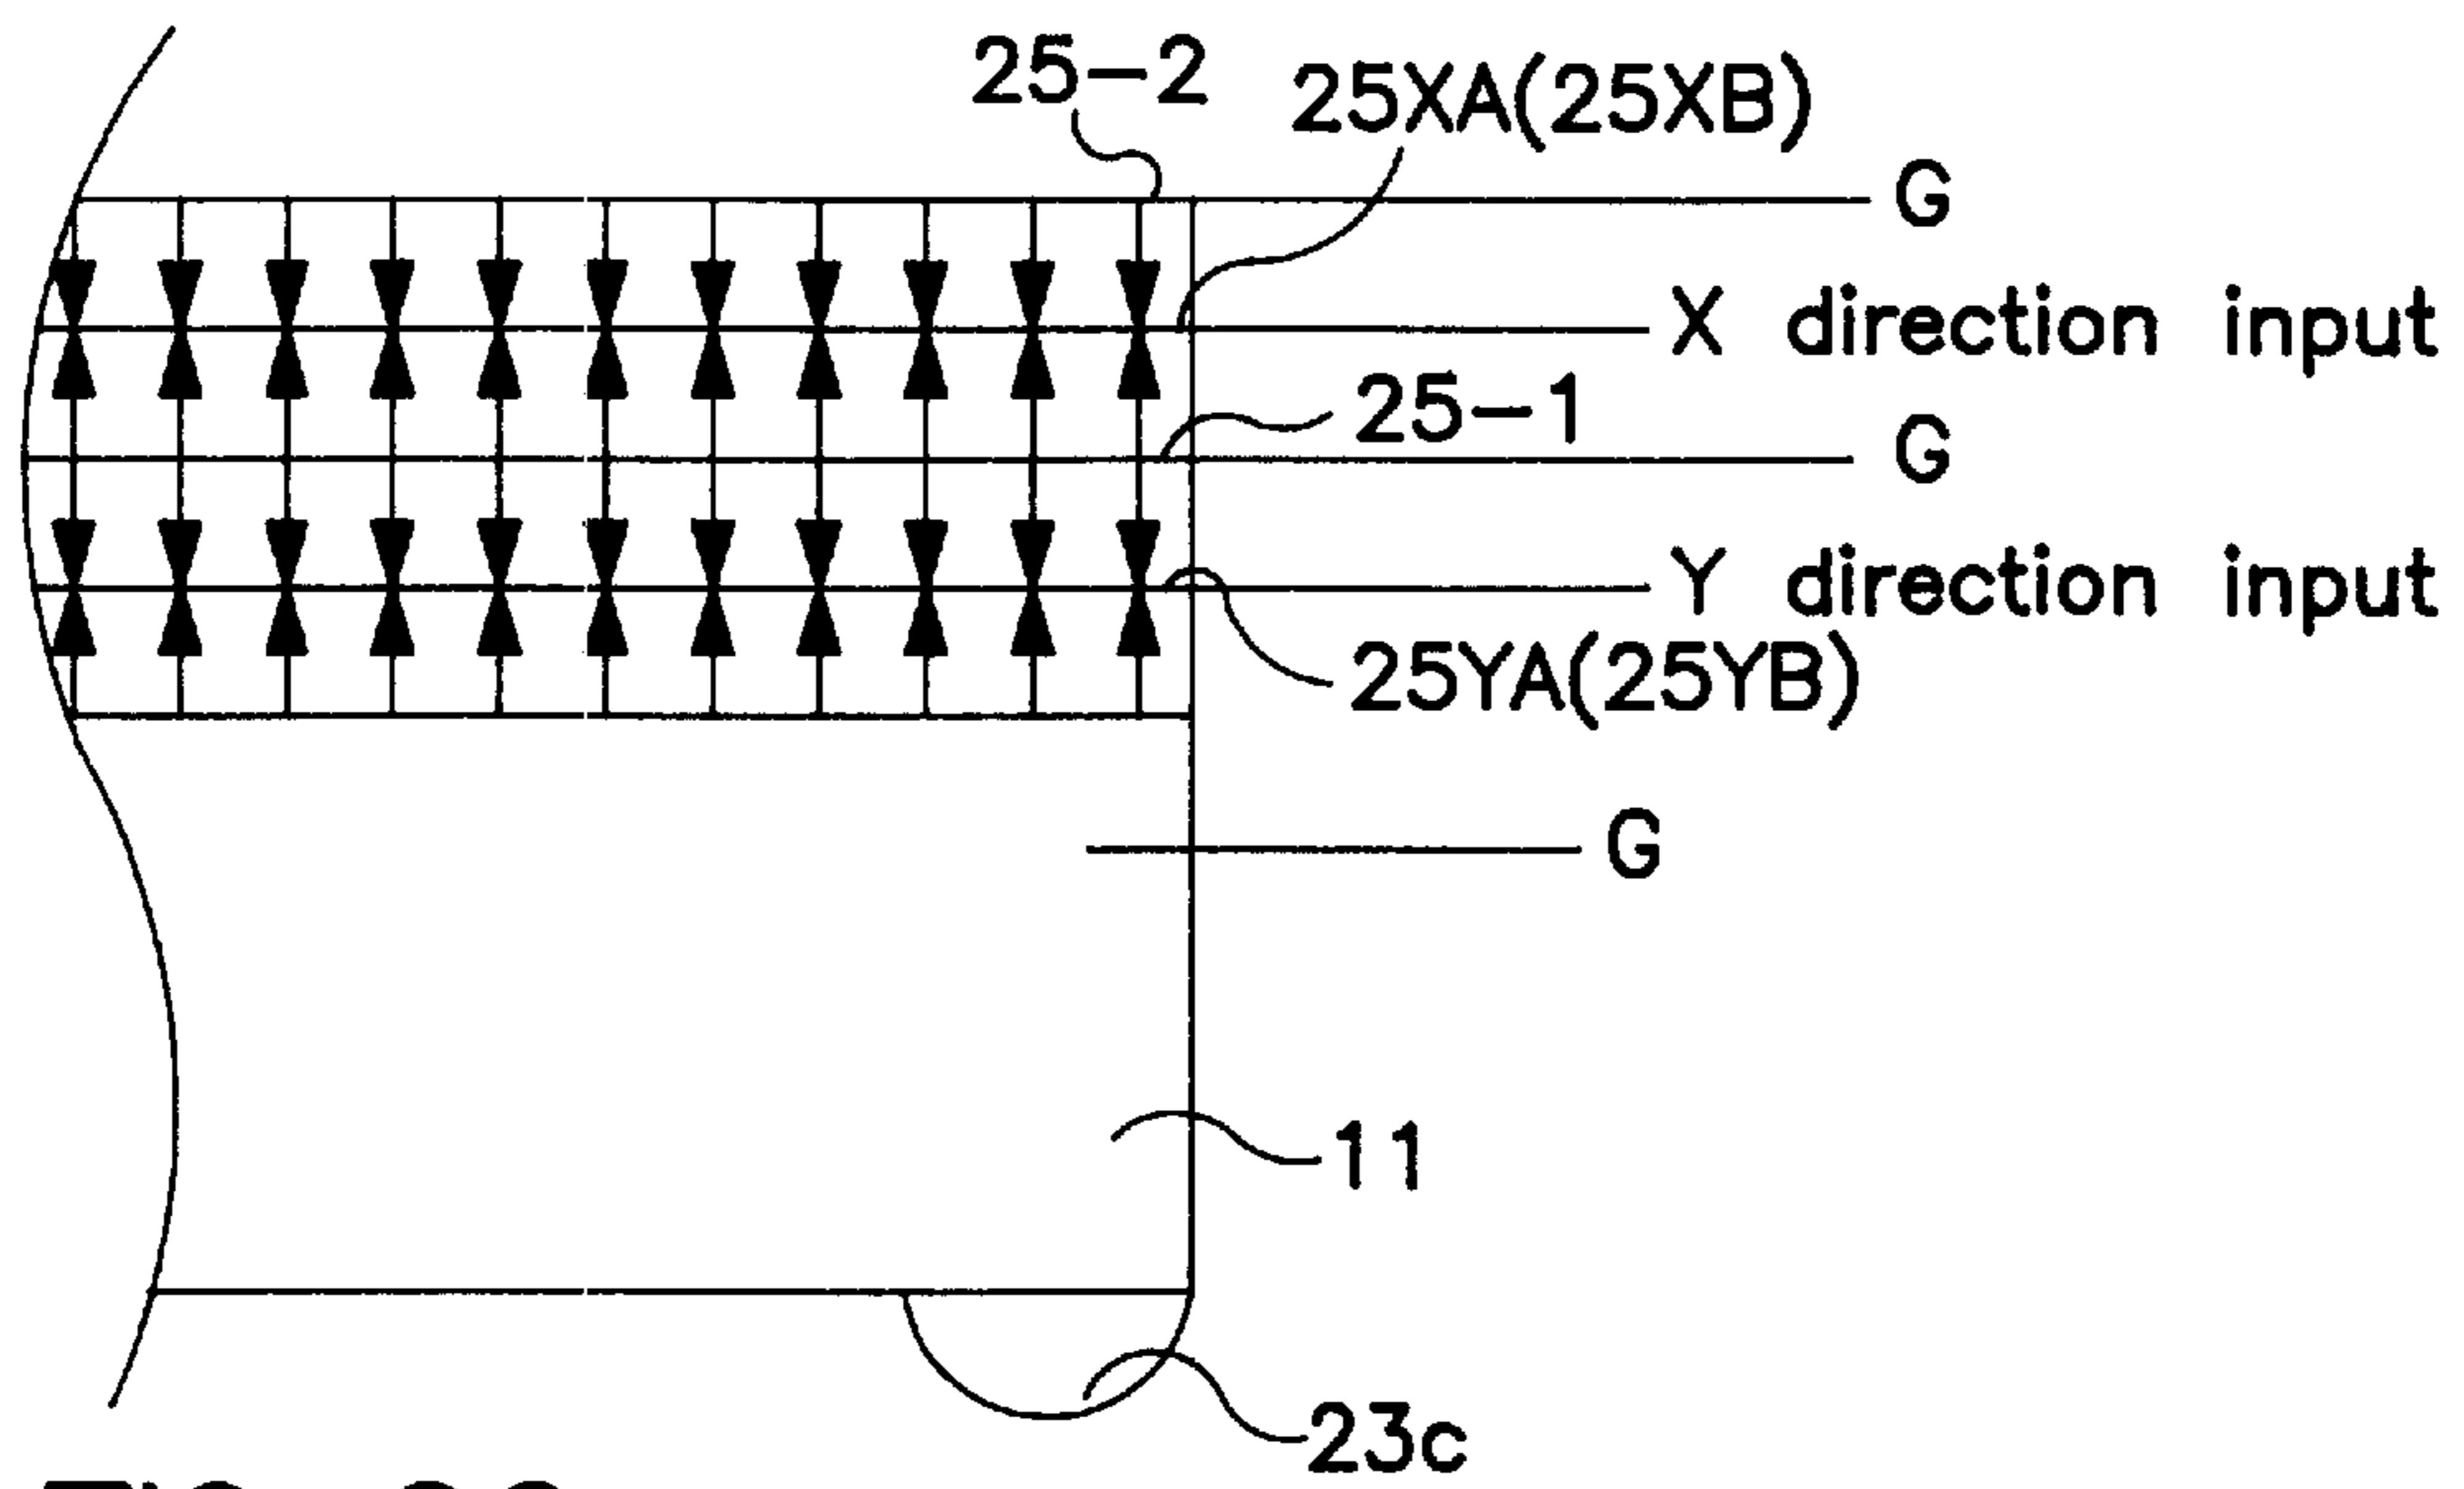 25-2
25XA(25XB)
G
X direction input
25-1
G
Y direction input
25YA(25YB)
G
11
23c